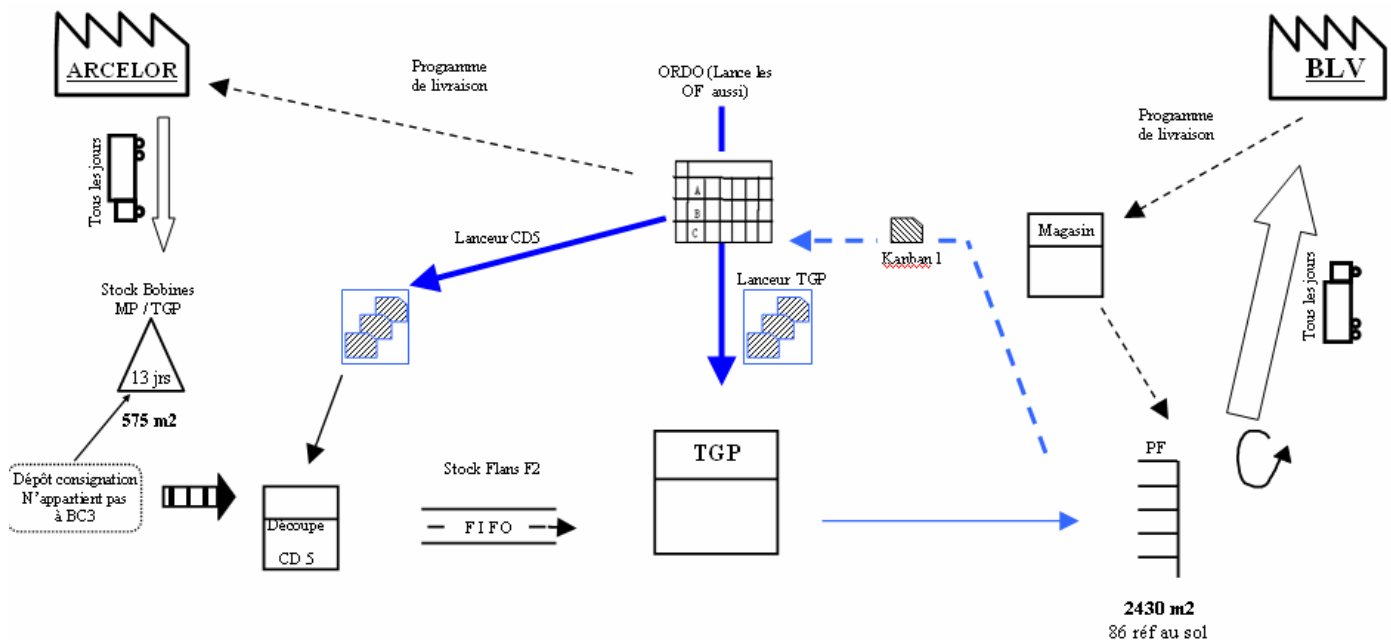 ARCELOR
Programme
de livraison
ORDO (Lance les
OF aussi)
BLV
Programme
de livraison
Tous les jours
A
B
C
Lanceur CD5
Kanban 1
Magasin
Lanceur TGP
Tous les jours
Stock Bobines
MP / TGP
13 jrs
575 m2
Dépôt consignation
N'appartient pas
à BC3
Découpe
CD 5
Stock Flans F2
FIFO
TGP
PF
2430 m2
86 réf au sol